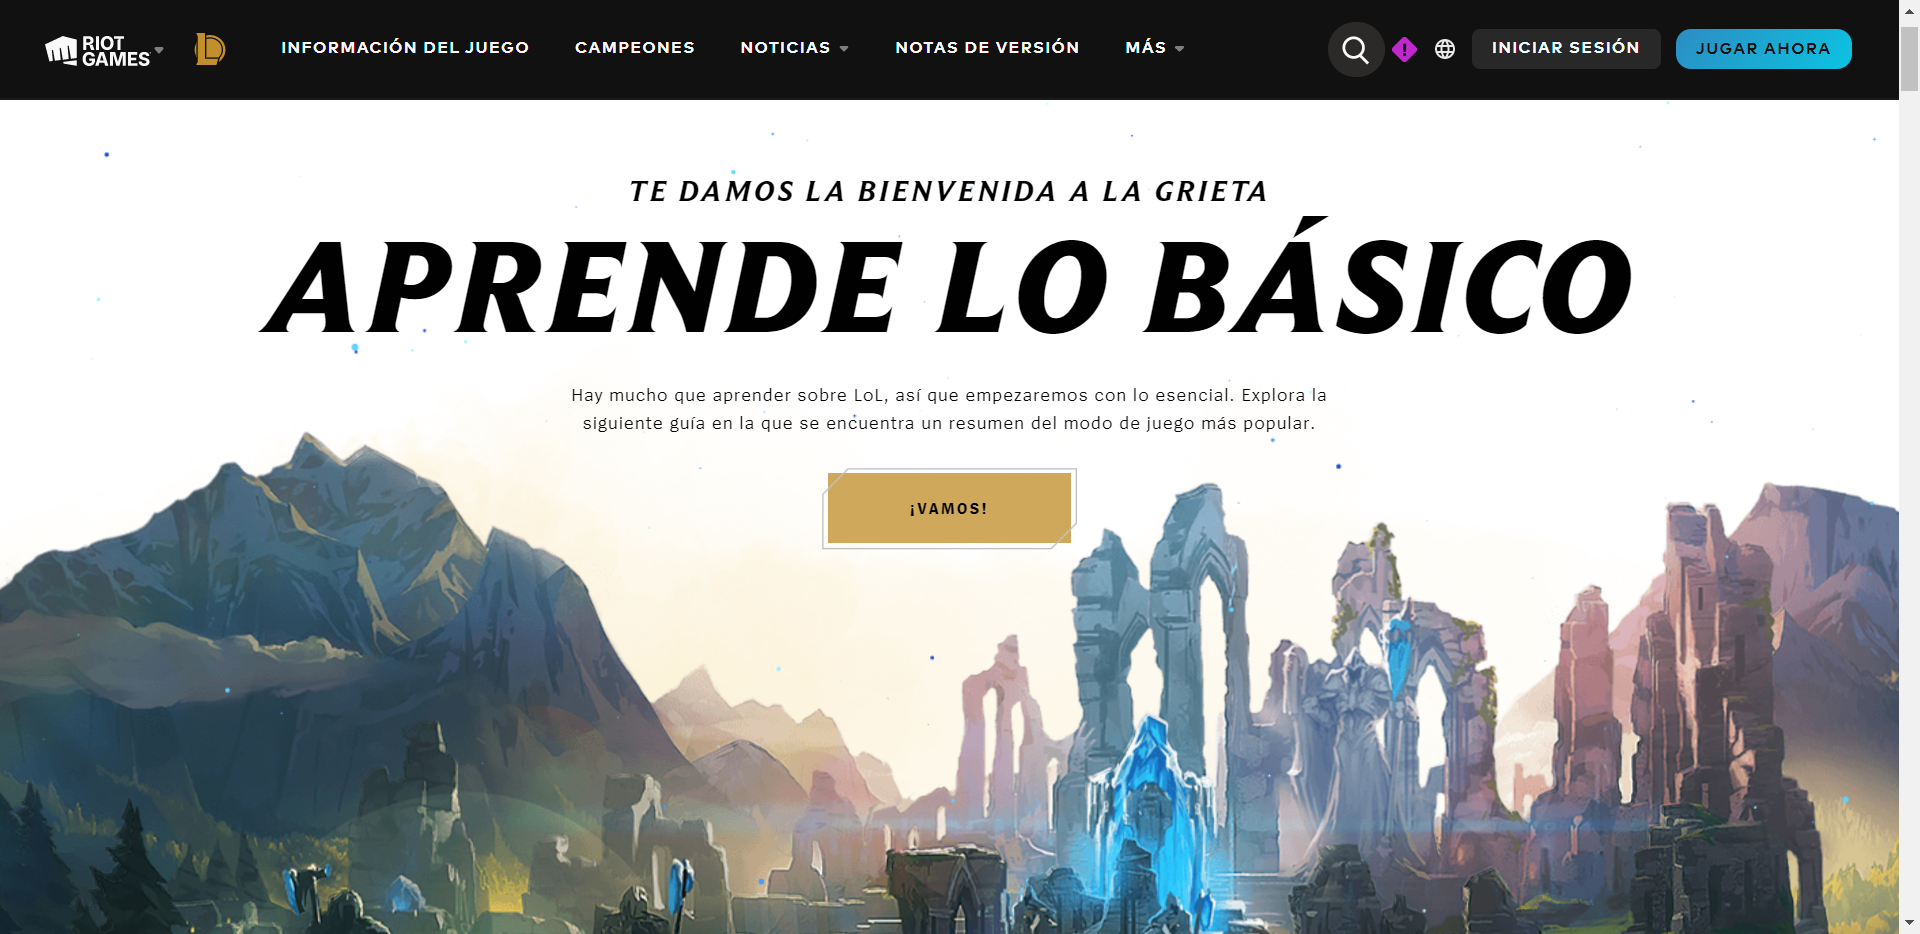 RIOT
GAMES
INFORMACIÓN DEL JUEGO
CAMPEONES
NOTICIAS
NOTAS DE VERSIÓN
MÁS
INICIAR SESIÓN
JUGAR AHORA
TE DAMOS LA BIENVENIDA A LA GRIETA
APRENDE LO BÁSICO
Hay mucho que aprender sobre LoL, así que empezaremos con lo esencial. Explora la
siguiente guía en la que se encuentra un resumen del modo de juego más popular.
¡VAMOS!